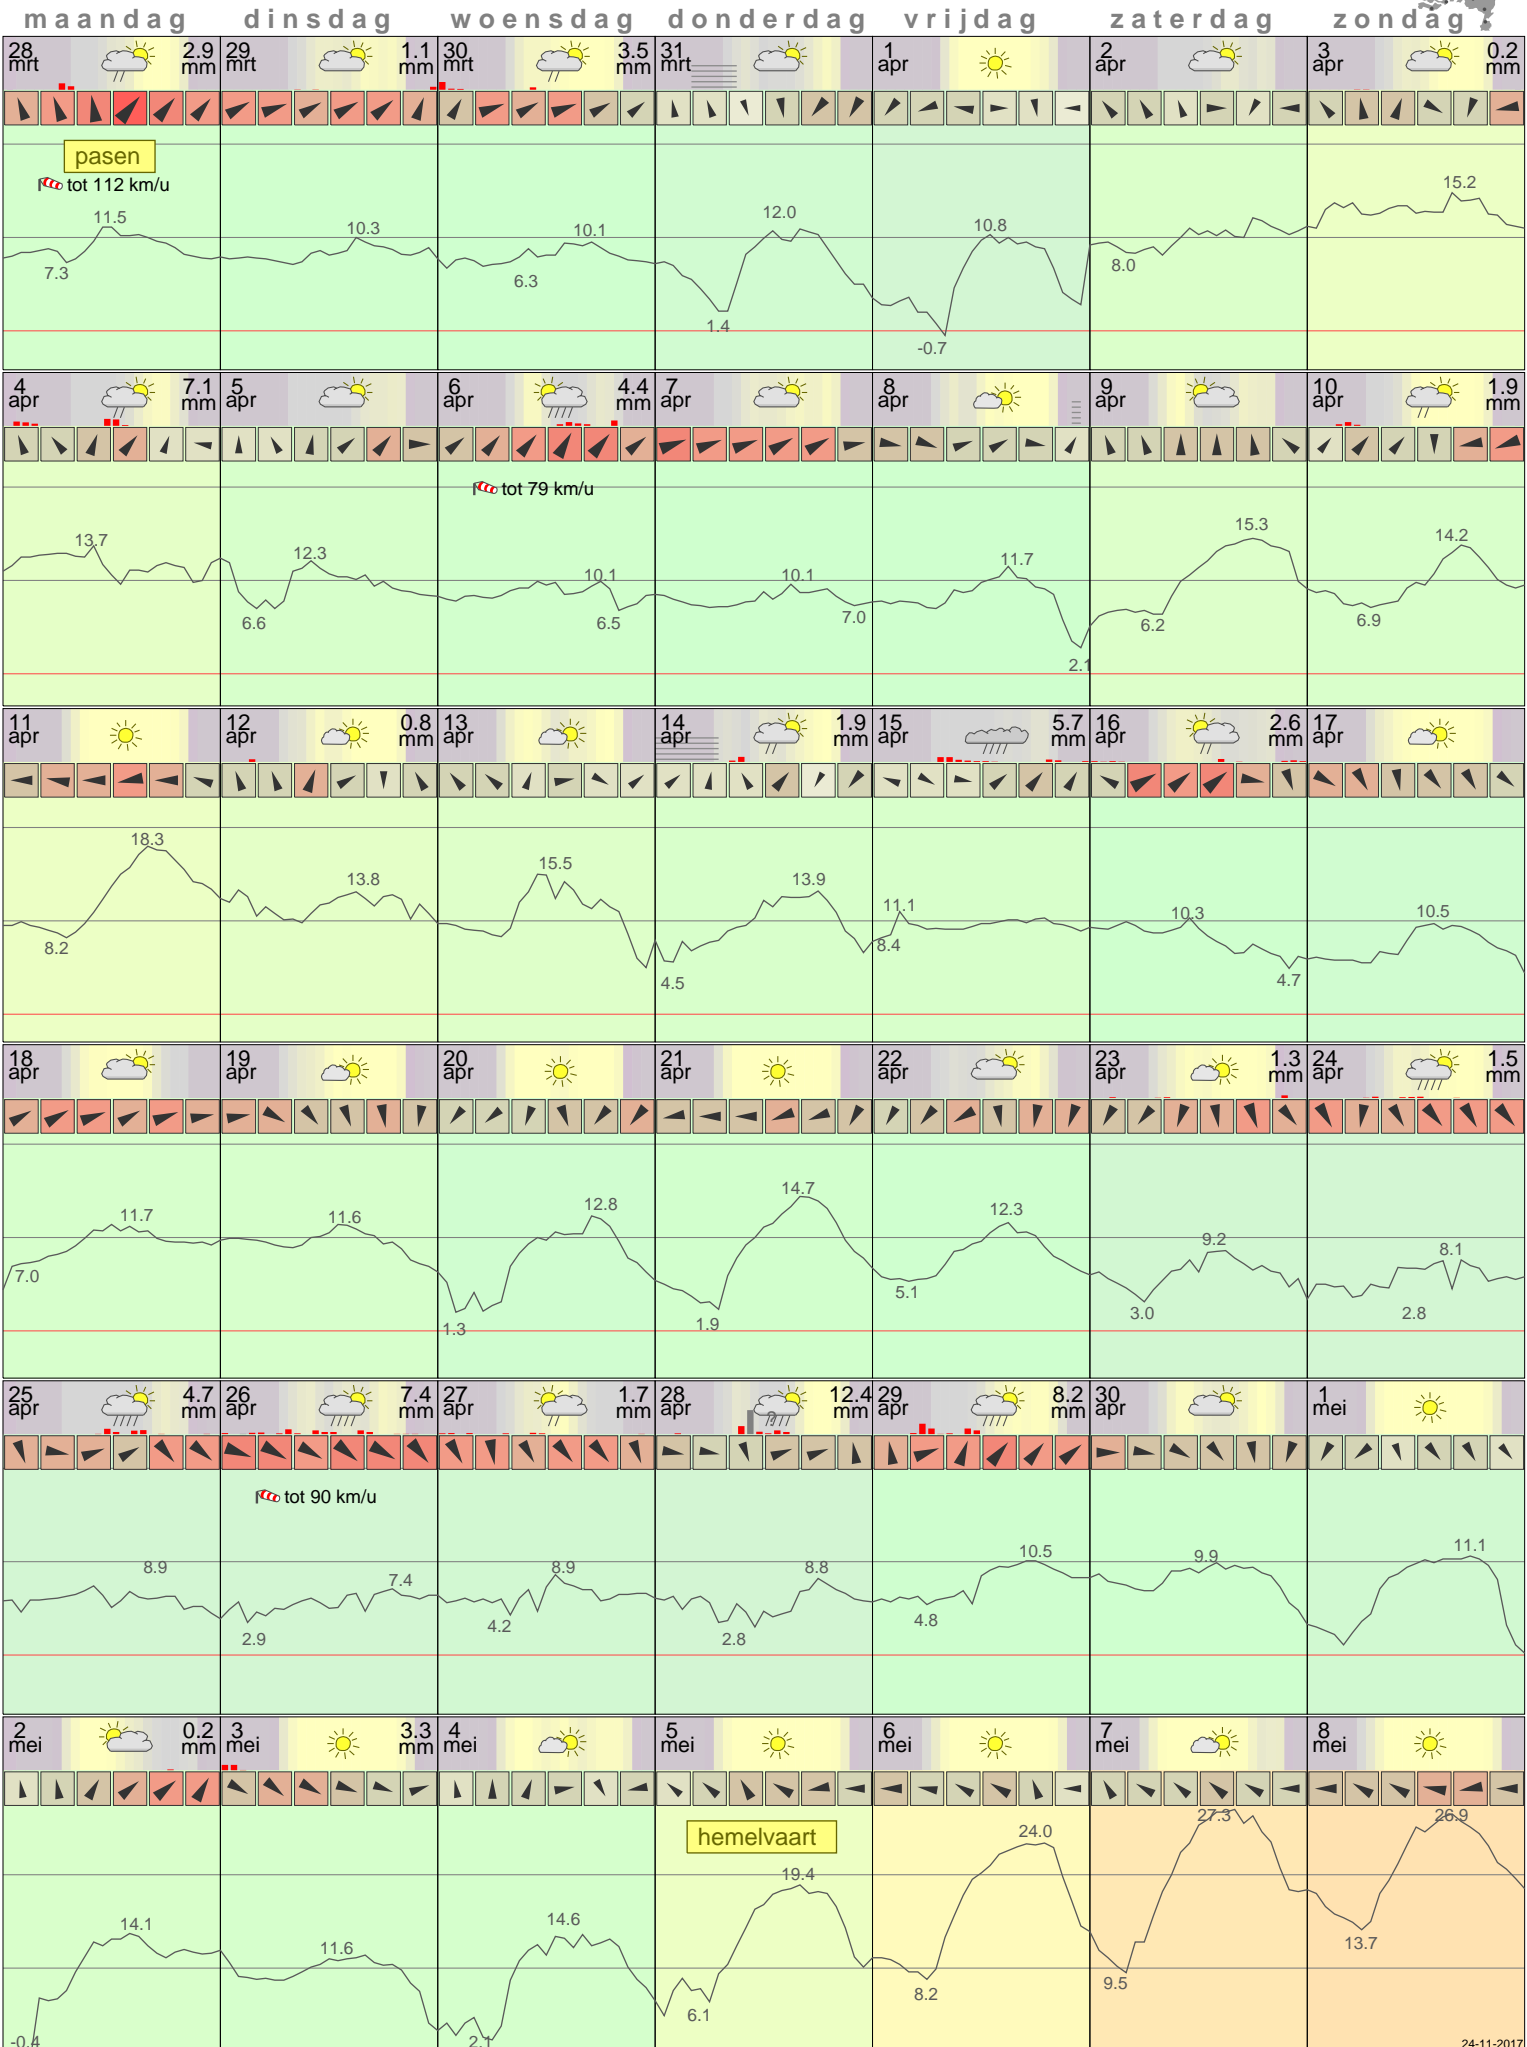 maandag dinsdag woensdag donderdag vrijdag zaterdag zondag
28 mrt 2.9 mm 29 mrt 1.1 mm 30 mrt 3.5 mm 31 mrt 1 apr 2 apr 3 apr 0.2 mm
pasen
tot 112 km/u
11.5 10.3 10.1 12.0 10.8 15.2
7.3 6.3 1.4 -0.7 8.0
4 apr 7.1 mm 5 apr 6 apr 4.4 mm 7 apr 8 apr 9 apr 10 apr 1.9 mm
tot 79 km/u
13.7 12.3 10.1 10.1 11.7 15.3 14.2
6.6 6.5 7.0 2.1 6.2 6.9
11 apr 12 apr 0.8 mm 13 apr 14 apr 1.9 mm 15 apr 5.7 mm 16 apr 2.6 mm 17 apr
18.3 13.8 15.5 13.9 11.1 10.3 10.5
8.2 4.5 8.4 4.7
18 apr 19 apr 20 apr 21 apr 22 apr 23 apr 1.3 mm 24 apr 1.5 mm
11.7 11.6 12.8 14.7 12.3 9.2 8.1
7.0 1.3 1.9 5.1 3.0 2.8
25 apr 4.7 mm 26 apr 7.4 mm 27 apr 1.7 mm 28 apr ? 12.4 mm 29 apr 8.2 mm 30 apr 1 mei
tot 90 km/u
8.9 7.4 8.9 8.8 10.5 9.9 11.1
2.9 4.2 2.8 4.8
2 mei 0.2 mm 3 mei 3.3 mm 4 mei 5 mei 6 mei 7 mei 8 mei
hemelvaart
14.1 11.6 14.6 19.4 24.0 27.3 26.9
-0.4 2.1 6.1 8.2 9.5 13.7
24-11-2017